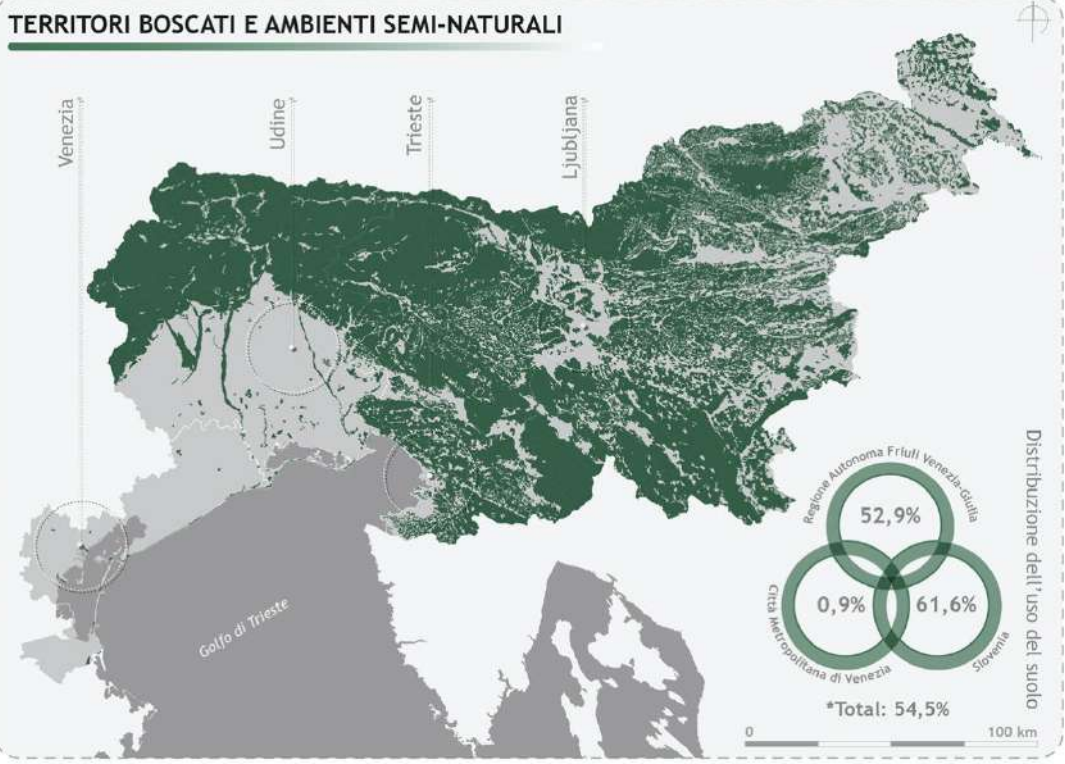 TERRITORI BOSCATI E AMBIENTI SEMI-NATURALI
Venezia
Udine
Trieste
Ljubljana
Golfo di Trieste
Regione Autonoma Friuli Venezia-Giulia
52,9%
0,9%
61,6%
Città Metropolitana di Venezia
Slovenia
*Total: 54,5%
Distribuzione dell'uso del suolo
0
100 km